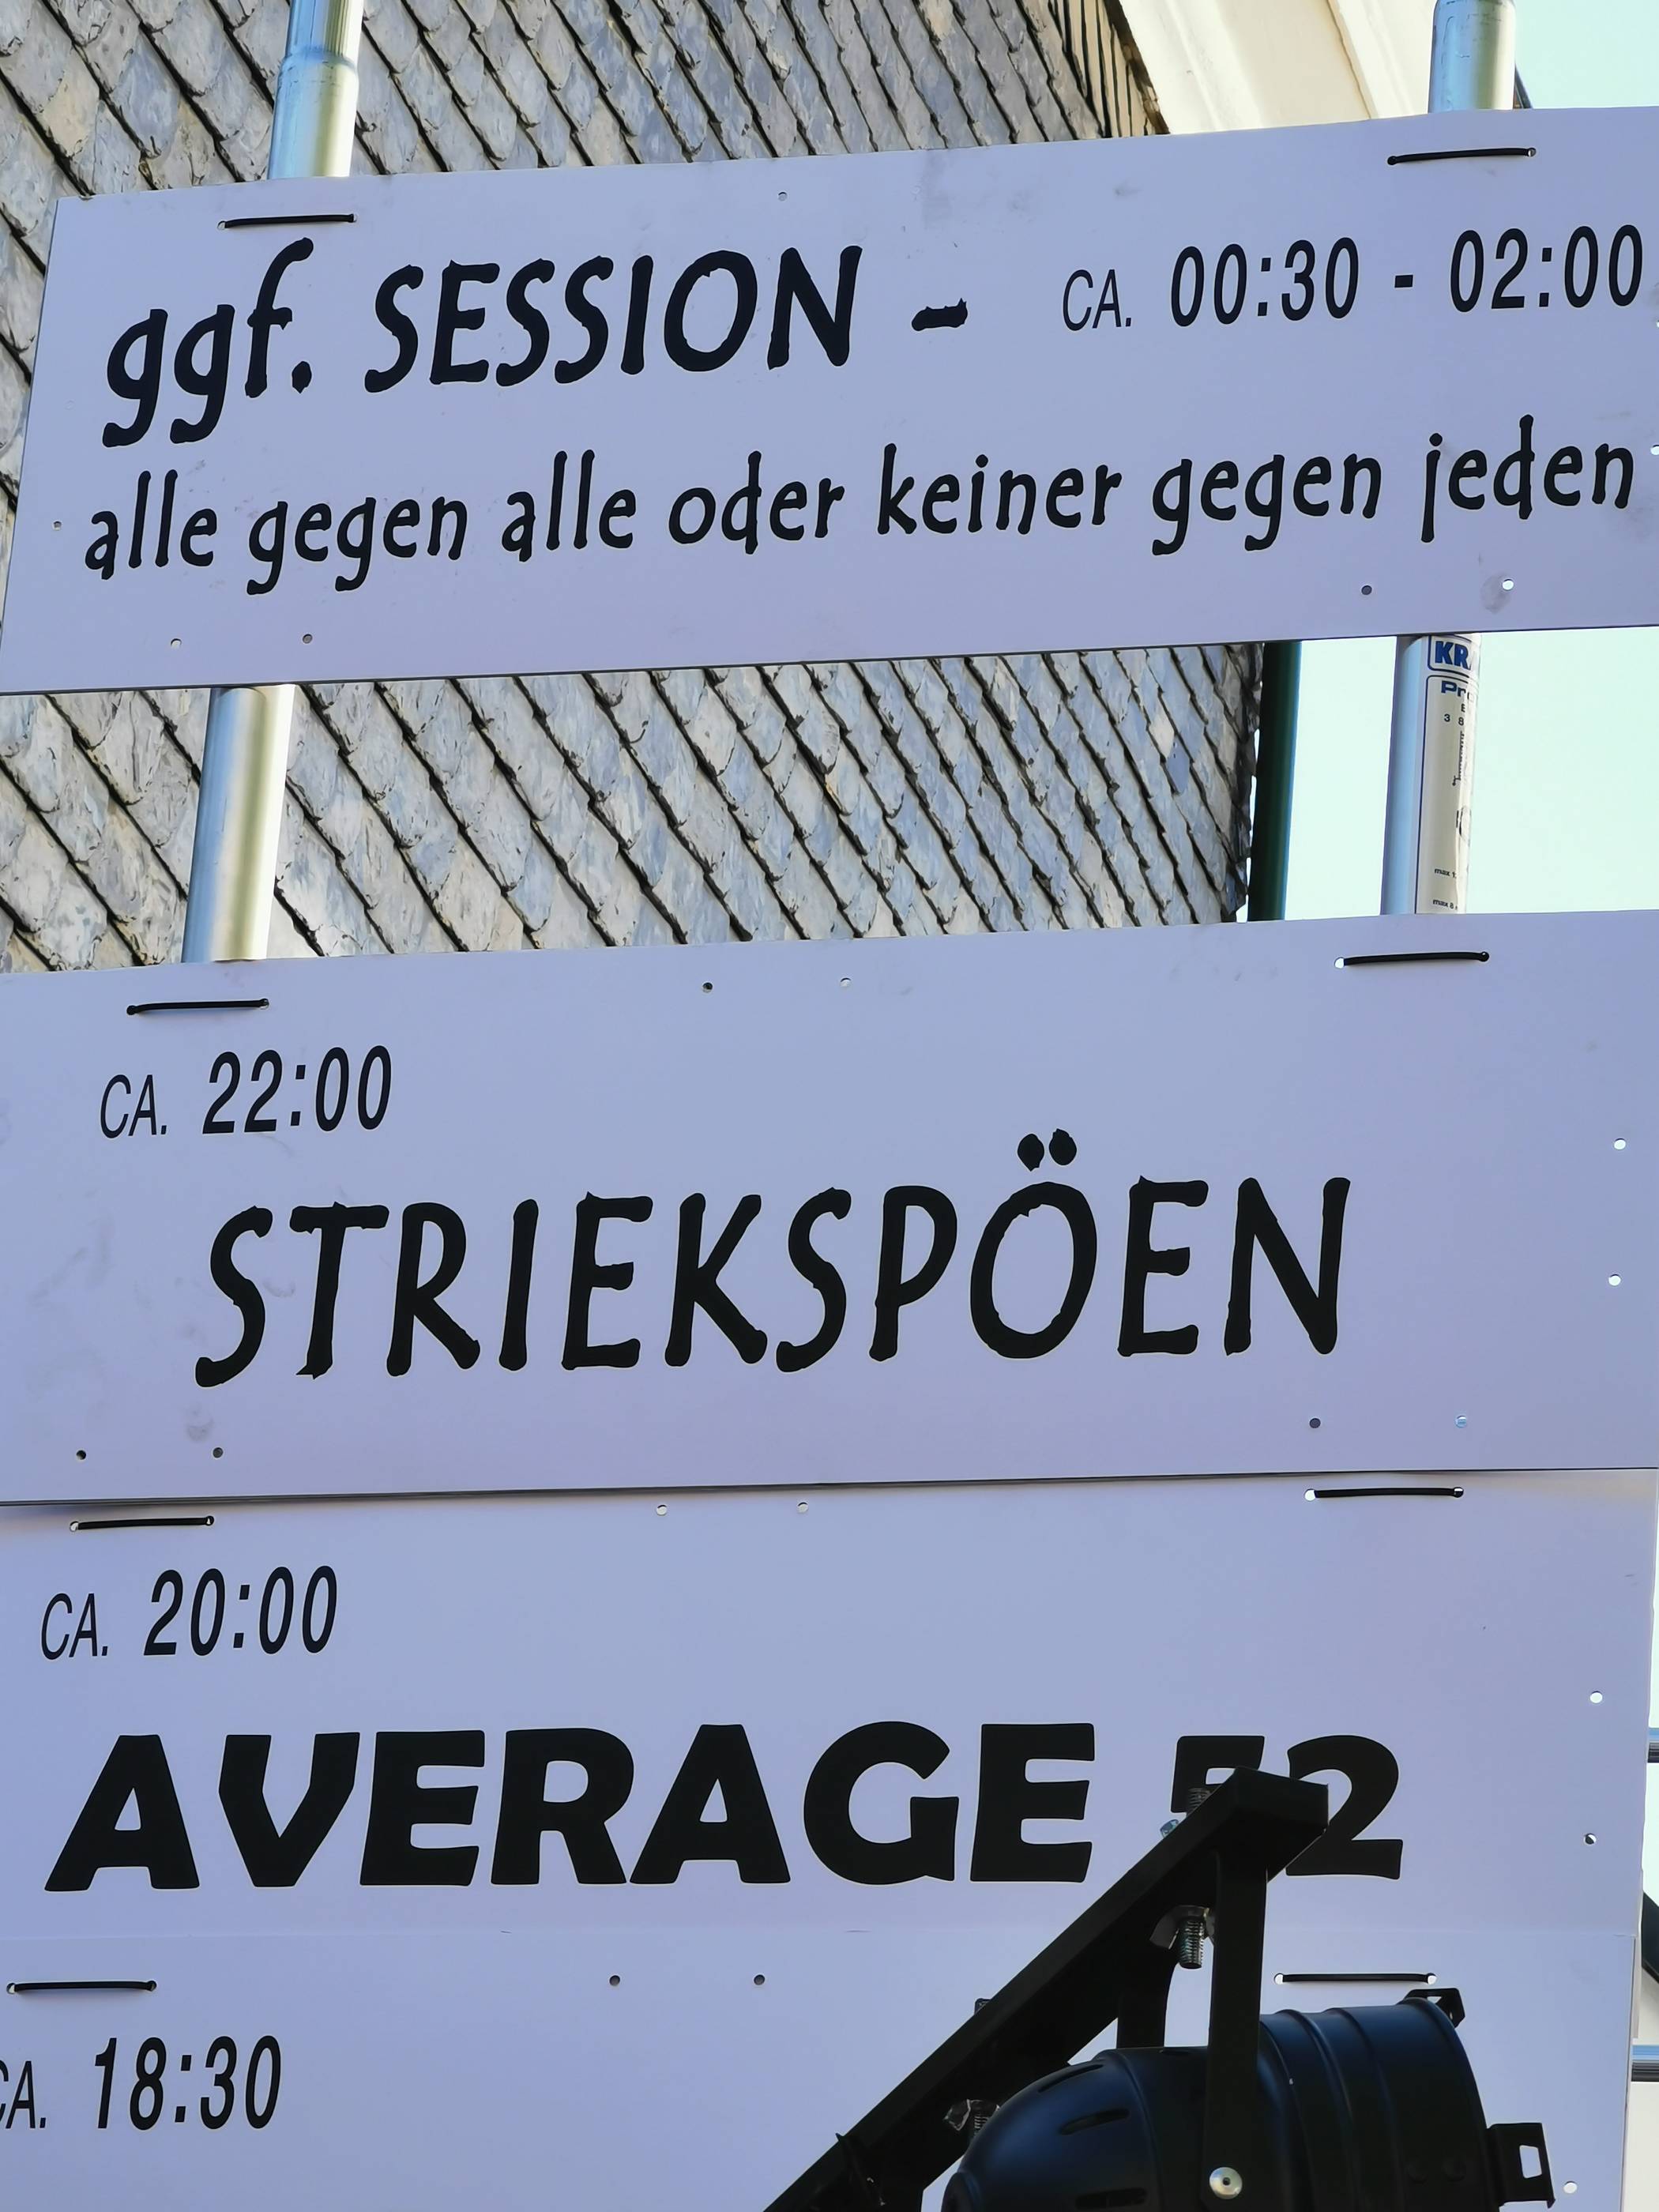 ggf. SESSION - CA. 00:30 - 02:00
alle gegen alle oder keiner gegen jeden
CA. 22:00
STRIEKSPÖEN
CA. 20:00
AVERAGE 52
CA. 18:30